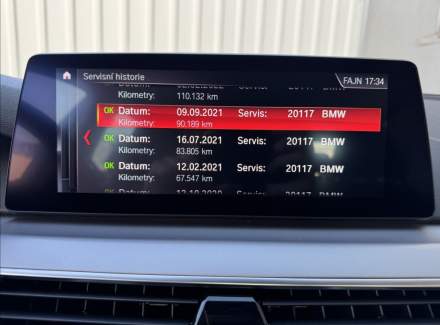 Servisní historie
FAJN 17:34
Kilometry: 110.132 km
OK Datum: 09.09.2021 Servis: 20117 BMW
Kilometry: 90.189 km
OK Datum: 16.07.2021 Servis: 20117 BMW
Kilometry: 83.805 km
OK Datum: 12.02.2021 Servis: 20117 BMW
Kilometry: 67.547 km